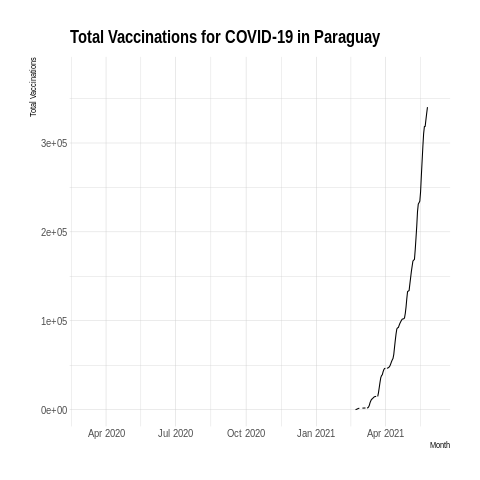 Total Vaccinations for COVID-19 in Paraguay
Total Vaccinations
3e+05
2e+05
1e+05
0e+00
Apr 2020 Jul 2020 Oct 2020 Jan 2021 Apr 2021
Month